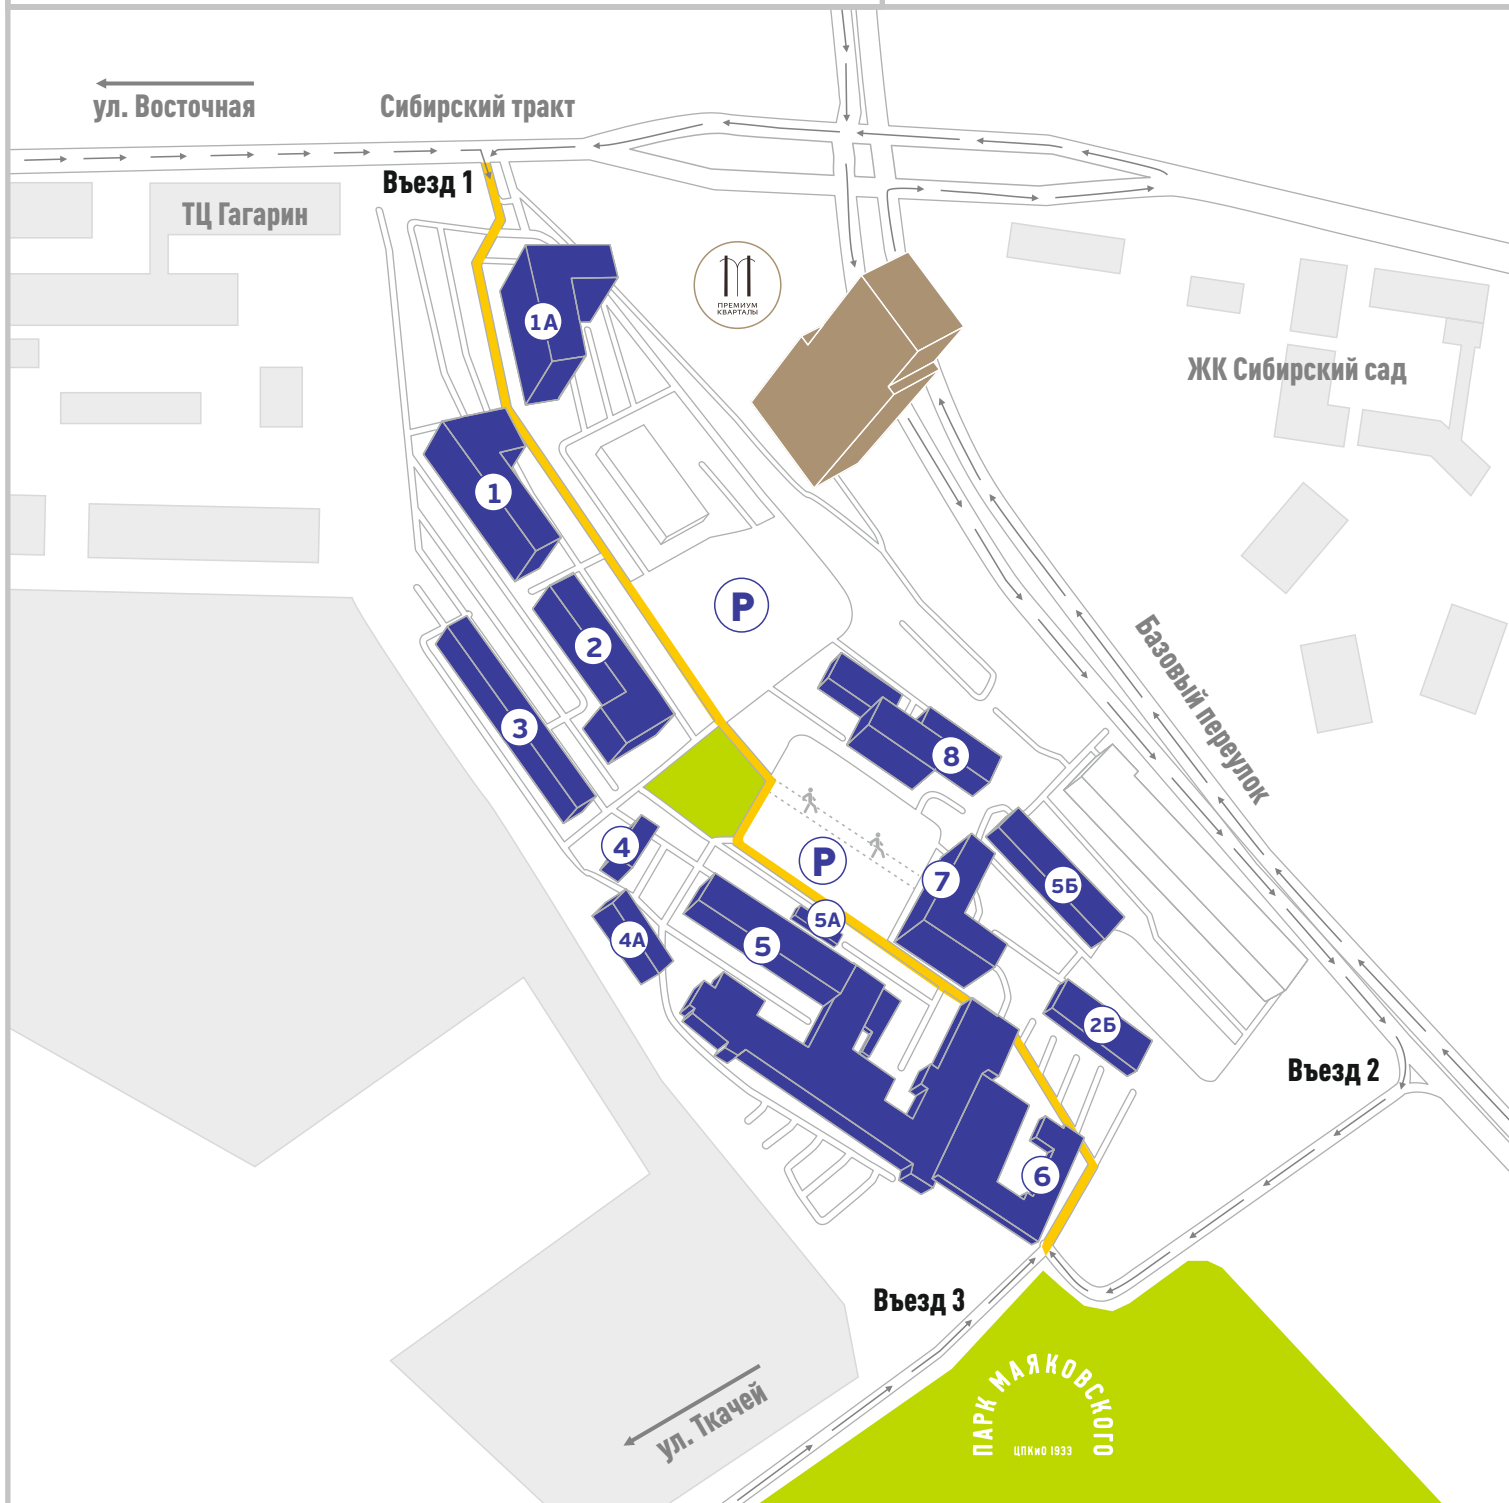 ул. Восточная
Сибирский тракт
Въезд 1
ТЦ Гагарин
ПРЕМИУМ
КВАРТАЛЫ
1А
ЖК Сибирский сад
1
P
2
Базовый переулок
3
8
4
P
7
5Б
5А
4А
5
2Б
Въезд 2
6
Въезд 3
ул. Ткачей
ПАРК МАЯКОВСКОГО
ЦПКиО 1933